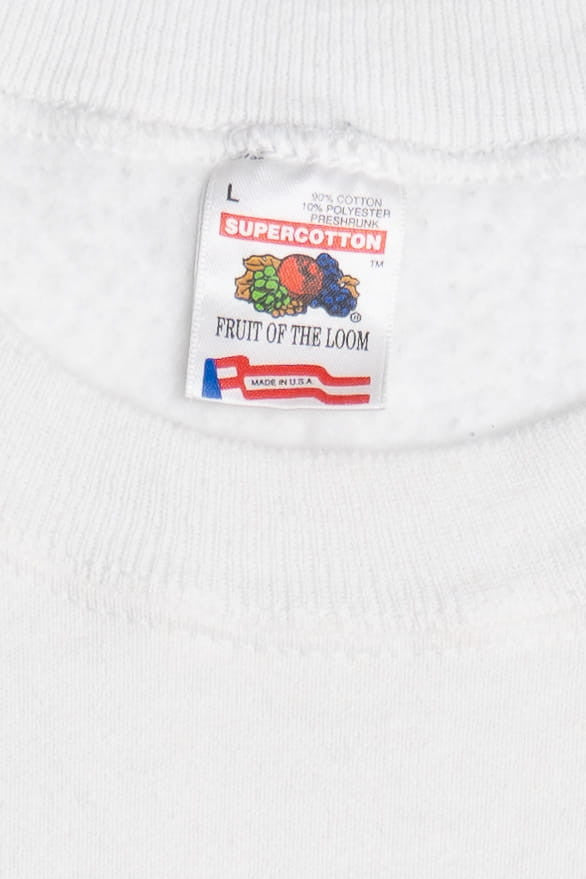 L
90% COTTON
10% POLYESTER
PRESHRUNK
SUPERCOTTON
TM
FRUIT OF THE LOOM
®
MADE IN U.S.A.